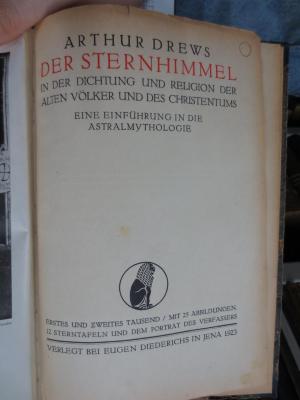 ARTHUR DREWS
DER STERNHIMMEL
IN DER DICHTUNG UND RELIGION DER
ALTEN VÖLKER UND DES CHRISTENTUMS
EINE EINFÜHRUNG IN DIE
ASTRALMYTHOLOGIE
ERSTES UND ZWEITES TAUSEND / MIT 25 ABBILDUNGEN,
12 STERNTAFELN UND DEM PORTRÄT DES VERFASSERS
VERLEGT BEI EUGEN DIEDERICHS IN JENA 1923